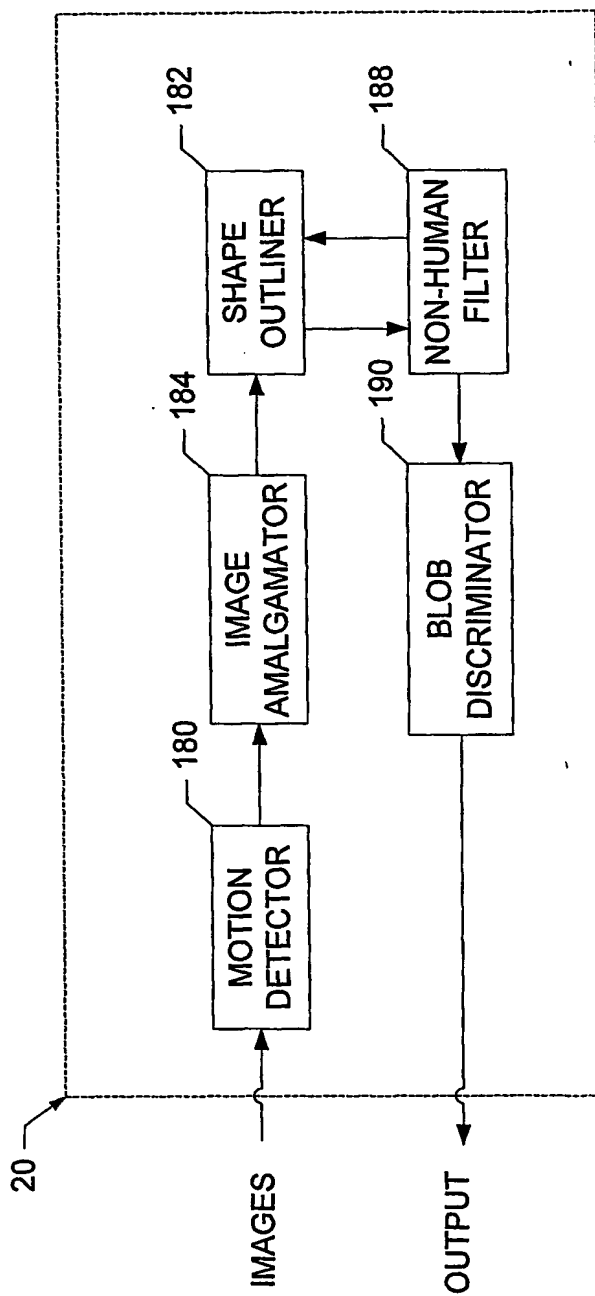 20
IMAGES
180
MOTION
DETECTOR
184
IMAGE
AMALGAMATOR
182
SHAPE
OUTLINER
188
NON-HUMAN
FILTER
190
BLOB
DISCRIMINATOR
OUTPUT